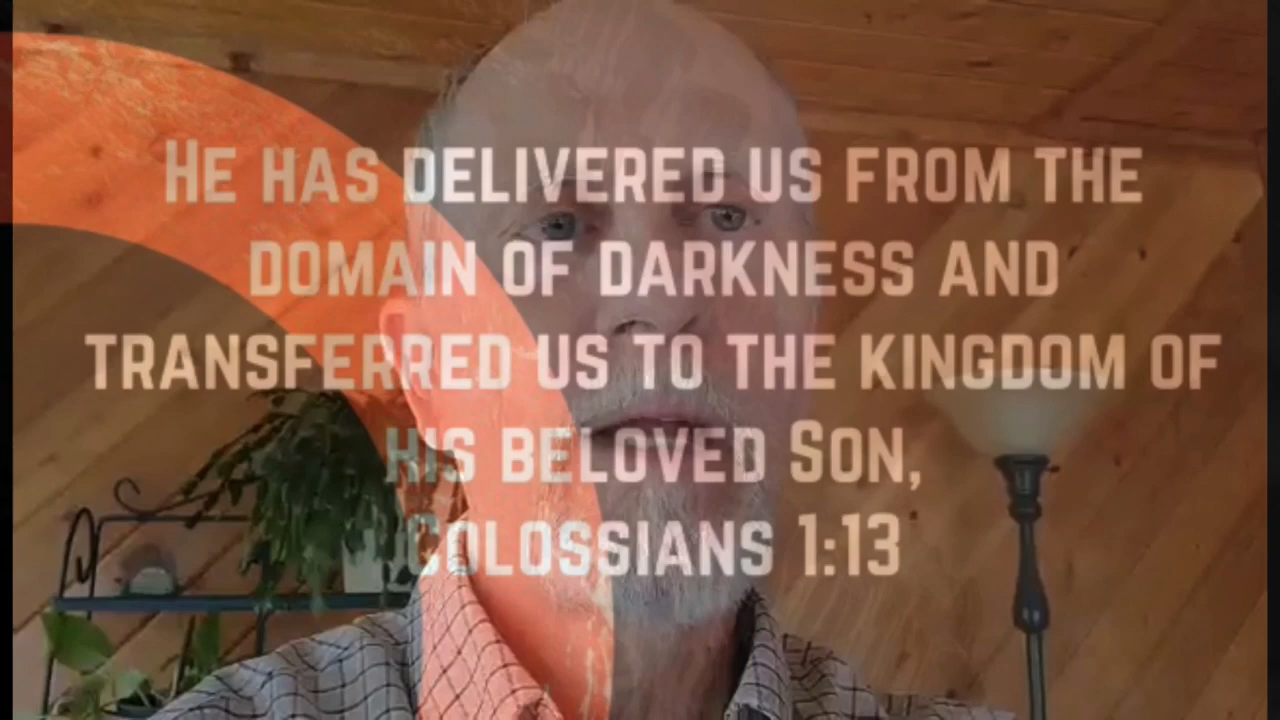 He has delivered us from the
domain of darkness and
transferred us to the kingdom of
his beloved Son,
Colossians 1:13